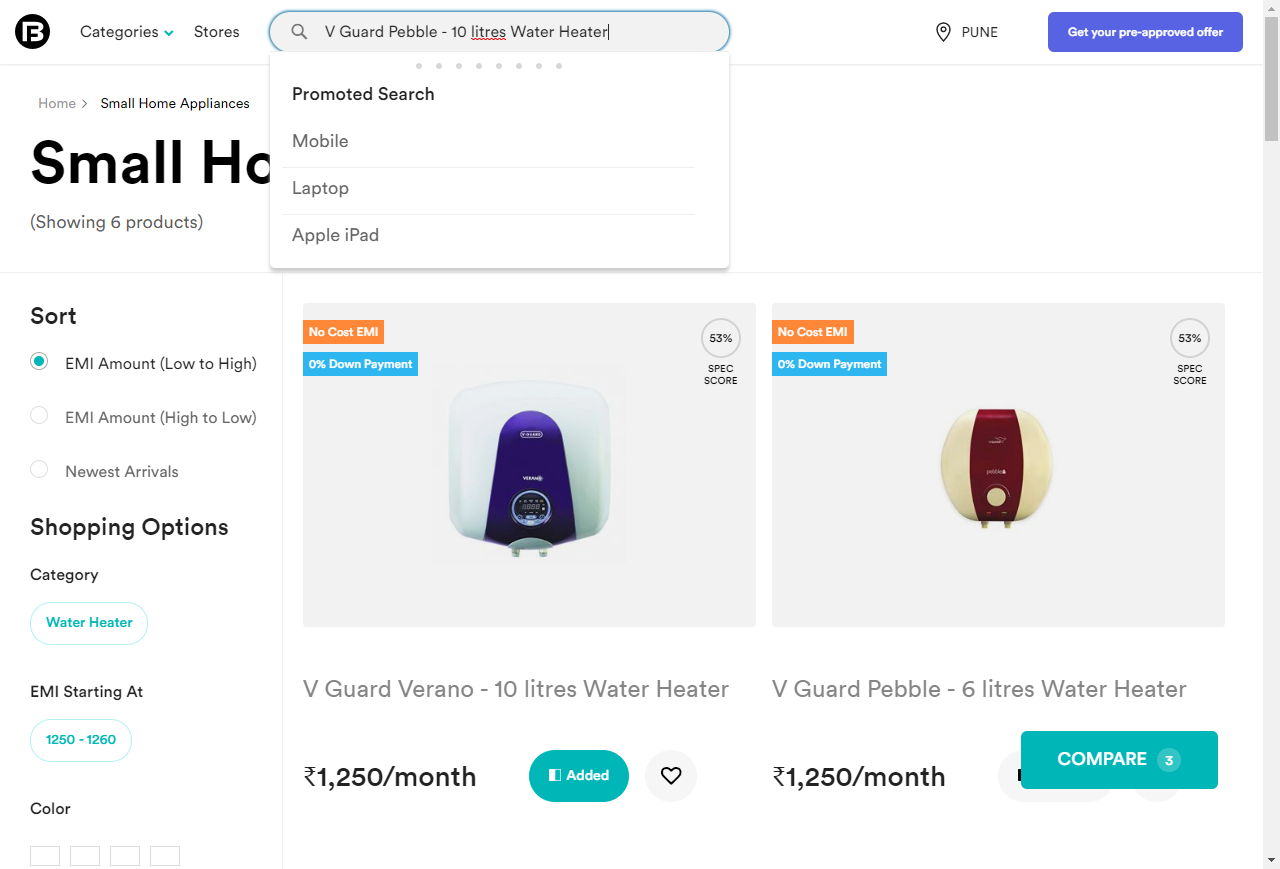 B
Categories
Stores
V Guard Pebble - 10 litres Water Heater
PUNE
Get your pre-approved offer
Promoted Search
Mobile
Laptop
Apple iPad
Home
Small Home Appliances
Small Ho
(Showing 6 products)
Sort
EMI Amount (Low to High)
EMI Amount (High to Low)
Newest Arrivals
Shopping Options
Category
Water Heater
EMI Starting At
1250 - 1260
Color
No Cost EMI
0% Down Payment
53%
SPEC
SCORE
V-GUARD
VERANO
V Guard Verano - 10 litres Water Heater
₹1,250/month
Added
No Cost EMI
0% Down Payment
53%
SPEC
SCORE
pebble
V Guard Pebble - 6 litres Water Heater
₹1,250/month
COMPARE 3